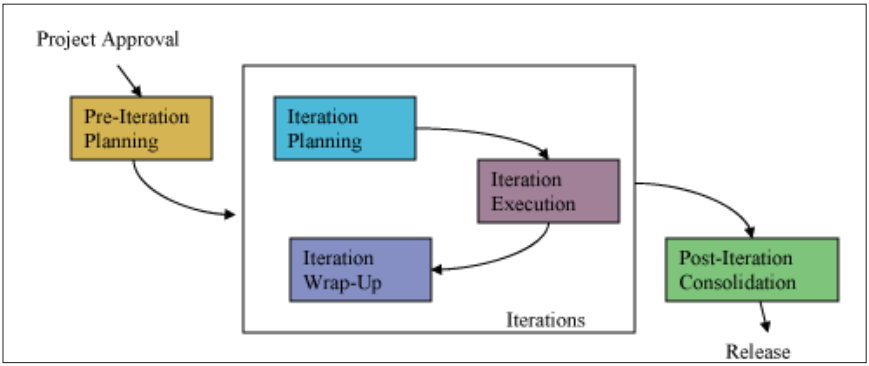 Project Approval
Pre-Iteration
Planning
Iteration
Planning
Iteration
Execution
Iteration
Wrap-Up
Iterations
Post-Iteration
Consolidation
Release